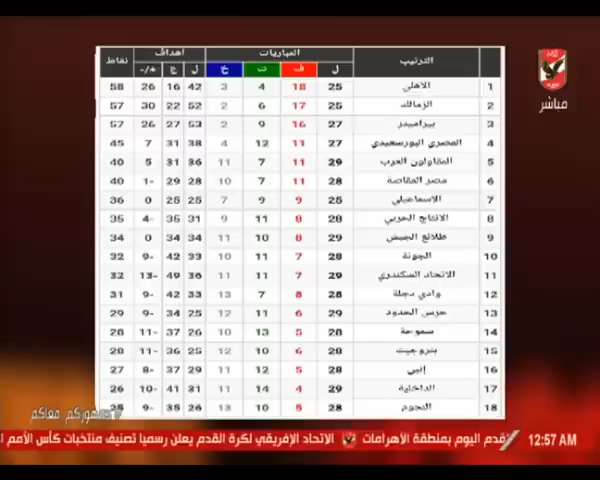 الترتيب المباريات أهداف نقاط
ل ف ت خ ل ع +/-
1 الأهلي 25 18 4 3 42 16 26 58
2 الزمالك 25 17 6 2 52 22 30 57
3 بيراميدز 27 16 9 2 53 27 26 57
4 المصري البورسعيدي 27 11 12 4 38 31 7 45
5 المقاولون العرب 29 11 7 11 36 31 5 40
6 مصر المقاصة 28 11 7 10 28 29 1- 40
7 الإسماعيلي 25 9 9 7 25 25 0 36
8 الانتاج الحربي 28 8 11 9 31 35 4- 35
9 طلائع الجيش 29 8 10 11 34 34 0 34
10 الجونة 28 7 11 10 33 42 9- 32
11 الاتحاد السكندري 29 7 11 11 36 49 13- 32
12 وادي دجلة 28 8 7 13 33 42 9- 31
13 حرس الحدود 29 6 11 12 25 34 9- 29
14 سموحة 28 5 13 10 26 37 11- 28
15 بتروجيت 28 6 10 12 25 36 11- 28
16 إنبي 28 5 12 11 29 37 8- 27
17 الداخلية 29 4 14 11 31 41 10- 26
18 النجوم 28 5 10 13 26 35 9- 25
مباشر
جمهوركم معاكم
تقدم اليوم بمنطقة الأهرامات الاتحاد الإفريقي لكرة القدم يعلن رسميا تصنيف منتخبات كأس الأمم ا
12:57 AM